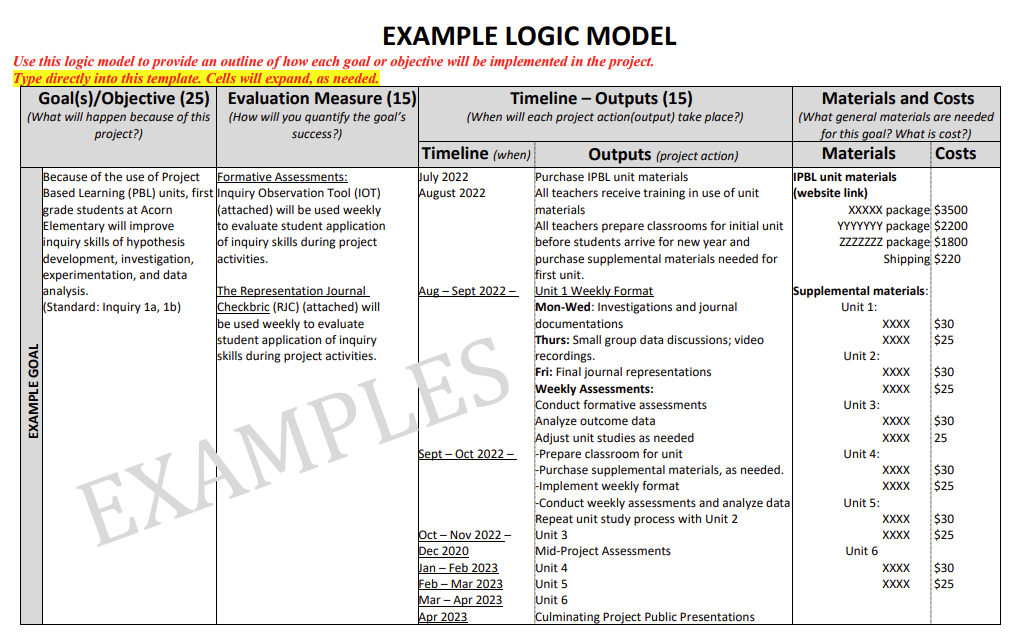 EXAMPLE LOGIC MODEL
Use this logic model to provide an outline of how each goal or objective will be implemented in the project.
Type directly into this template. Cells will expand, as needed.
Goal(s)/Objective (25)
(What will happen because of this
project?)
Evaluation Measure (15)
(How will you quantify the goal's
success?)
Timeline – Outputs (15)
(When will each project action(output) take place?)
Materials and Costs
(What general materials are needed
for this goal? What is cost?)
Timeline (when)
Outputs (project action)
Materials
Costs
EXAMPLE GOAL
Because of the use of Project
Based Learning (PBL) units, first
grade students at Acorn
Elementary will improve
inquiry skills of hypothesis
development, investigation,
experimentation, and data
analysis.
(Standard: Inquiry 1a, 1b)
Formative Assessments:
Inquiry Observation Tool (IOT)
(attached) will be used weekly
to evaluate student application
of inquiry skills during project
activities.
The Representation Journal
Checkbric (RJC) (attached) will
be used weekly to evaluate
student application of inquiry
skills during project activities.
July 2022
August 2022
Aug – Sept 2022 –
Sept – Oct 2022 –
Oct – Nov 2022 –
Dec 2020
Jan – Feb 2023
Feb – Mar 2023
Mar – Apr 2023
Apr 2023
Purchase IPBL unit materials
All teachers receive training in use of unit
materials
All teachers prepare classrooms for initial unit
before students arrive for new year and
purchase supplemental materials needed for
first unit.
Unit 1 Weekly Format
Mon-Wed: Investigations and journal
documentations
Thurs: Small group data discussions; video
recordings.
Fri: Final journal representations
Weekly Assessments:
Conduct formative assessments
Analyze outcome data
Adjust unit studies as needed
-Prepare classroom for unit
-Purchase supplemental materials, as needed.
-Implement weekly format
-Conduct weekly assessments and analyze data
Repeat unit study process with Unit 2
Unit 3
Mid-Project Assessments
Unit 4
Unit 5
Unit 6
Culminating Project Public Presentations
IPBL unit materials
(website link)
XXXXX package $3500
YYYYYYY package $2200
ZZZZZZZ package $1800
Shipping $220
Supplemental materials:
Unit 1:
XXXX $30
XXXX $25
Unit 2:
XXXX $30
XXXX $25
Unit 3:
XXXX $30
XXXX 25
Unit 4:
XXXX $30
XXXX $25
Unit 5:
XXXX $30
XXXX $25
Unit 6
XXXX $30
XXXX $25
EXAMPLES